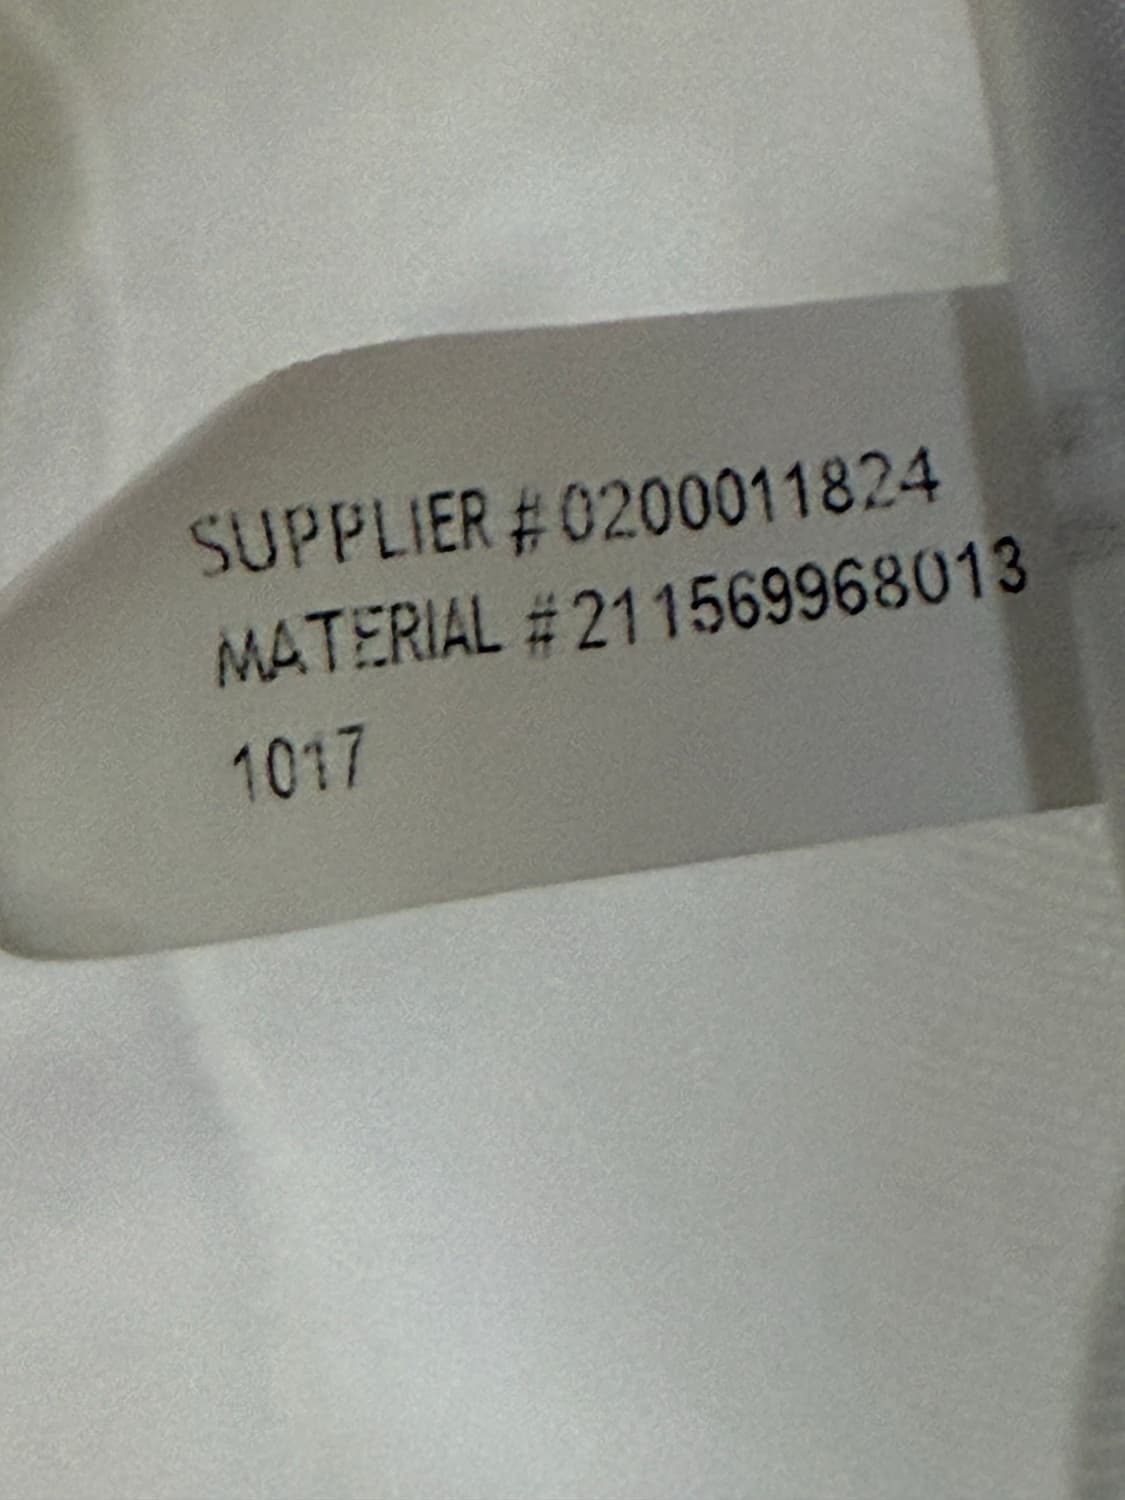 SUPPLIER #0200011824
MATERIAL #211569968013
1017